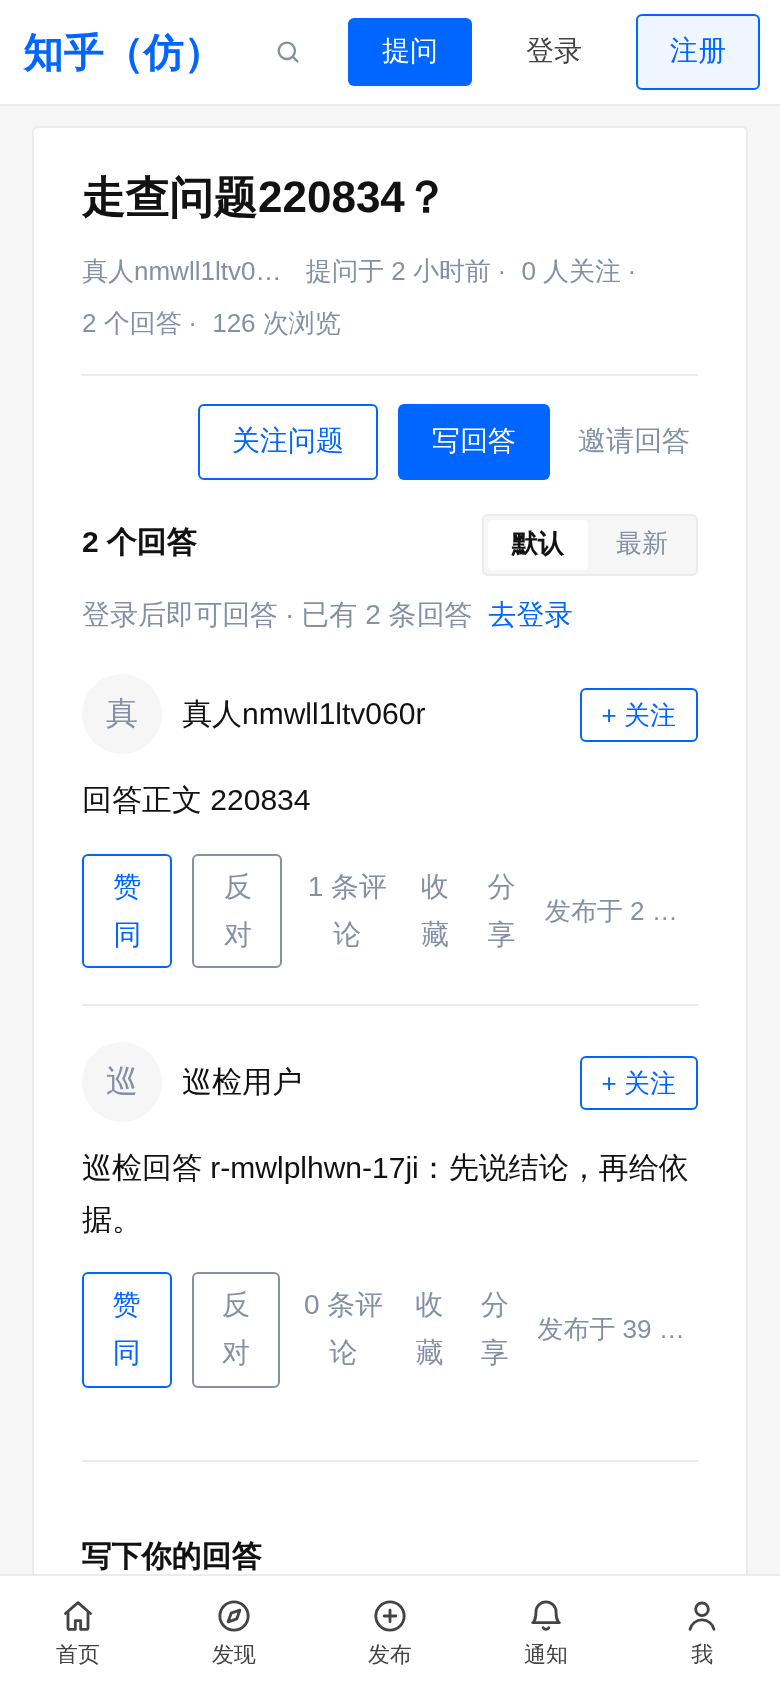 知乎（仿） 提问 登录 注册
走查问题220834？
真人nmwll1ltv0… 提问于 2 小时前 · 0 人关注 ·
2 个回答 · 126 次浏览
关注问题 写回答 邀请回答
2 个回答 默认 最新
登录后即可回答 · 已有 2 条回答 去登录
真 真人nmwll1ltv060r + 关注
回答正文 220834
赞同 反对 1 条评论 收藏 分享 发布于 2 …
巡 巡检用户 + 关注
巡检回答 r-mwlplhwn-17ji：先说结论，再给依
据。
赞同 反对 0 条评论 收藏 分享 发布于 39 …
写下你的回答
首页 发现 发布 通知 我